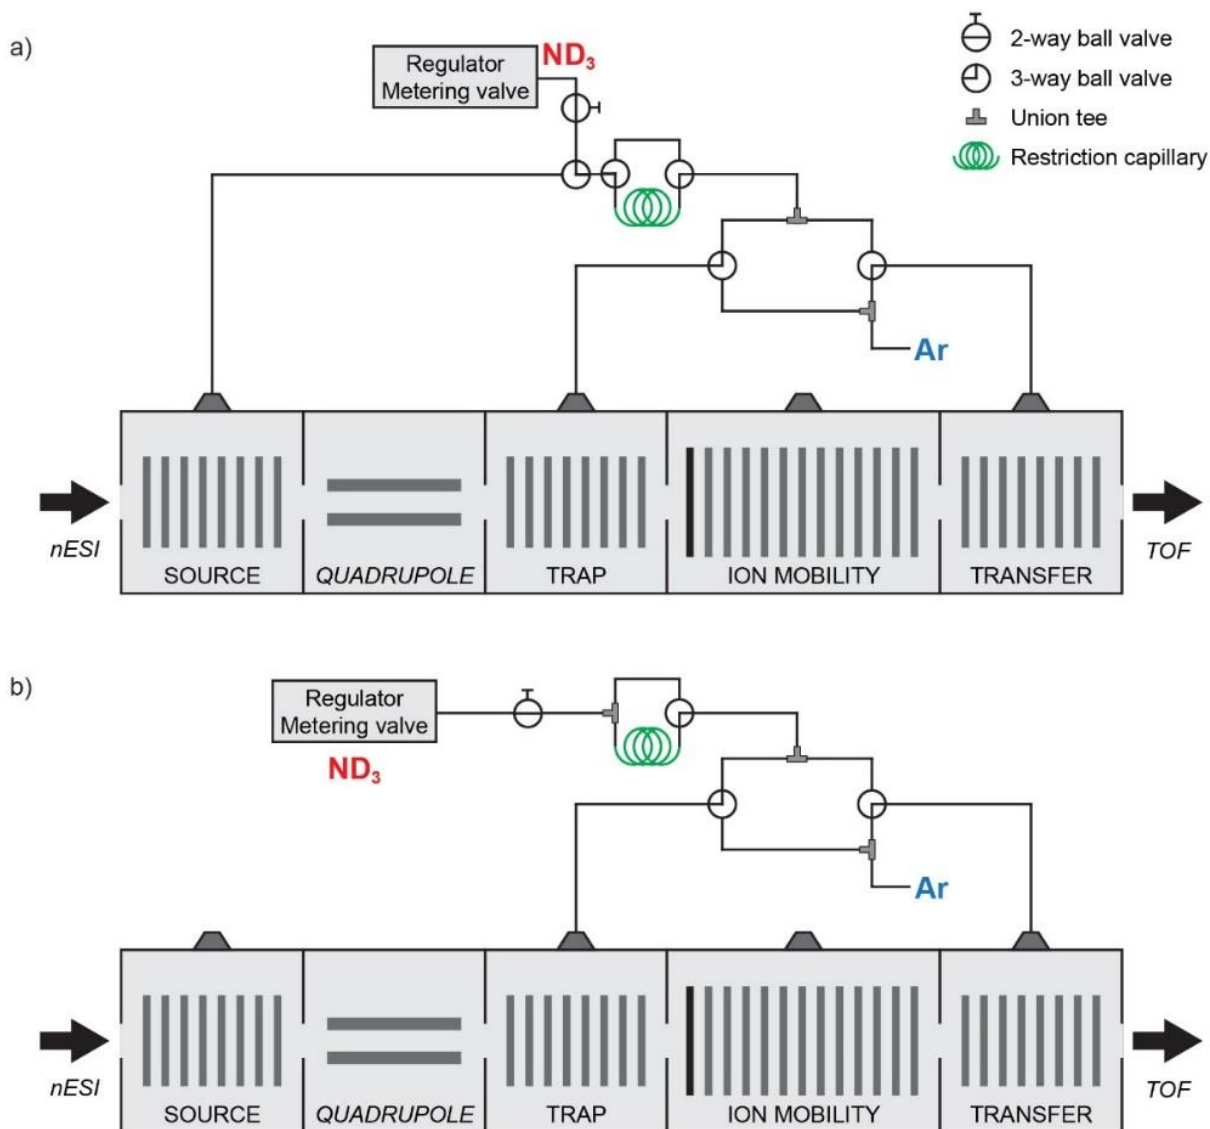 a)
Regulator
Metering valve
ND₃
2-way ball valve
3-way ball valve
Union tee
Restriction capillary
Ar
nESI
SOURCE
QUADRUPOLE
TRAP
ION MOBILITY
TRANSFER
TOF
b)
Regulator
Metering valve
ND₃
Ar
nESI
SOURCE
QUADRUPOLE
TRAP
ION MOBILITY
TRANSFER
TOF